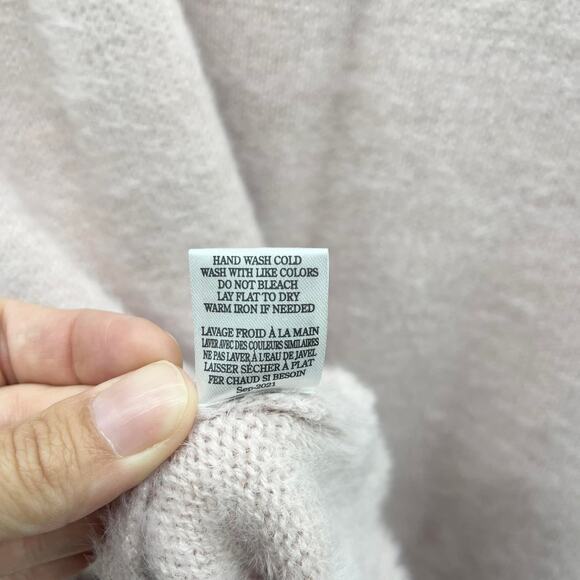 HAND WASH COLD
WASH WITH LIKE COLORS
DO NOT BLEACH
LAY FLAT TO DRY
WARM IRON IF NEEDED
LAVAGE FROID À LA MAIN
LAVER AVEC DES COULEURS SIMILAIRES
NE PAS LAVER À L'EAU DE JAVEL
LAISSER SÉCHER À PLAT
FER CHAUD SI BESOIN
Sep-2021